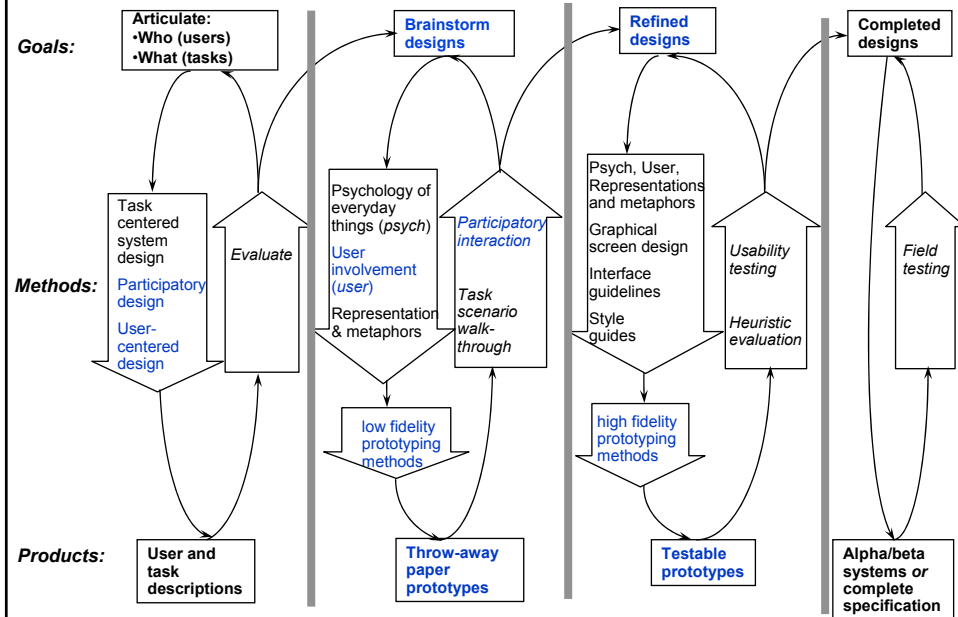 Goals:
Articulate:
•Who (users)
•What (tasks)
Brainstorm
designs
Refined
designs
Completed
designs
Methods:
Task
centered
system
design
Participatory
design
User-
centered
design
Evaluate
Psychology of
everyday
things (psych)
User
involvement
(user)
Representation
& metaphors
low fidelity
prototyping
methods
Participatory
interaction
Task
scenario
walk-
through
Psych, User,
Representations
and metaphors
Graphical
screen design
Interface
guidelines
Style
guides
high fidelity
prototyping
methods
Usability
testing
Heuristic
evaluation
Field
testing
Products:
User and
task
descriptions
Throw-away
paper
prototypes
Testable
prototypes
Alpha/beta
systems or
complete
specification